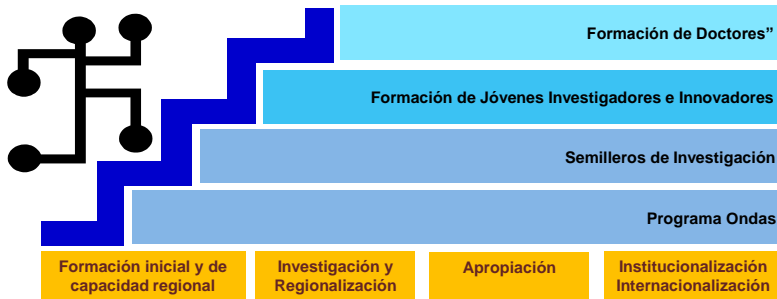 Formación de Doctores”
Formación de Jóvenes Investigadores e Innovadores
Semilleros de Investigación
Programa Ondas
Formación inicial y de
capacidad regional
Investigación y
Regionalización
Apropiación
Institucionalización
Internacionalización